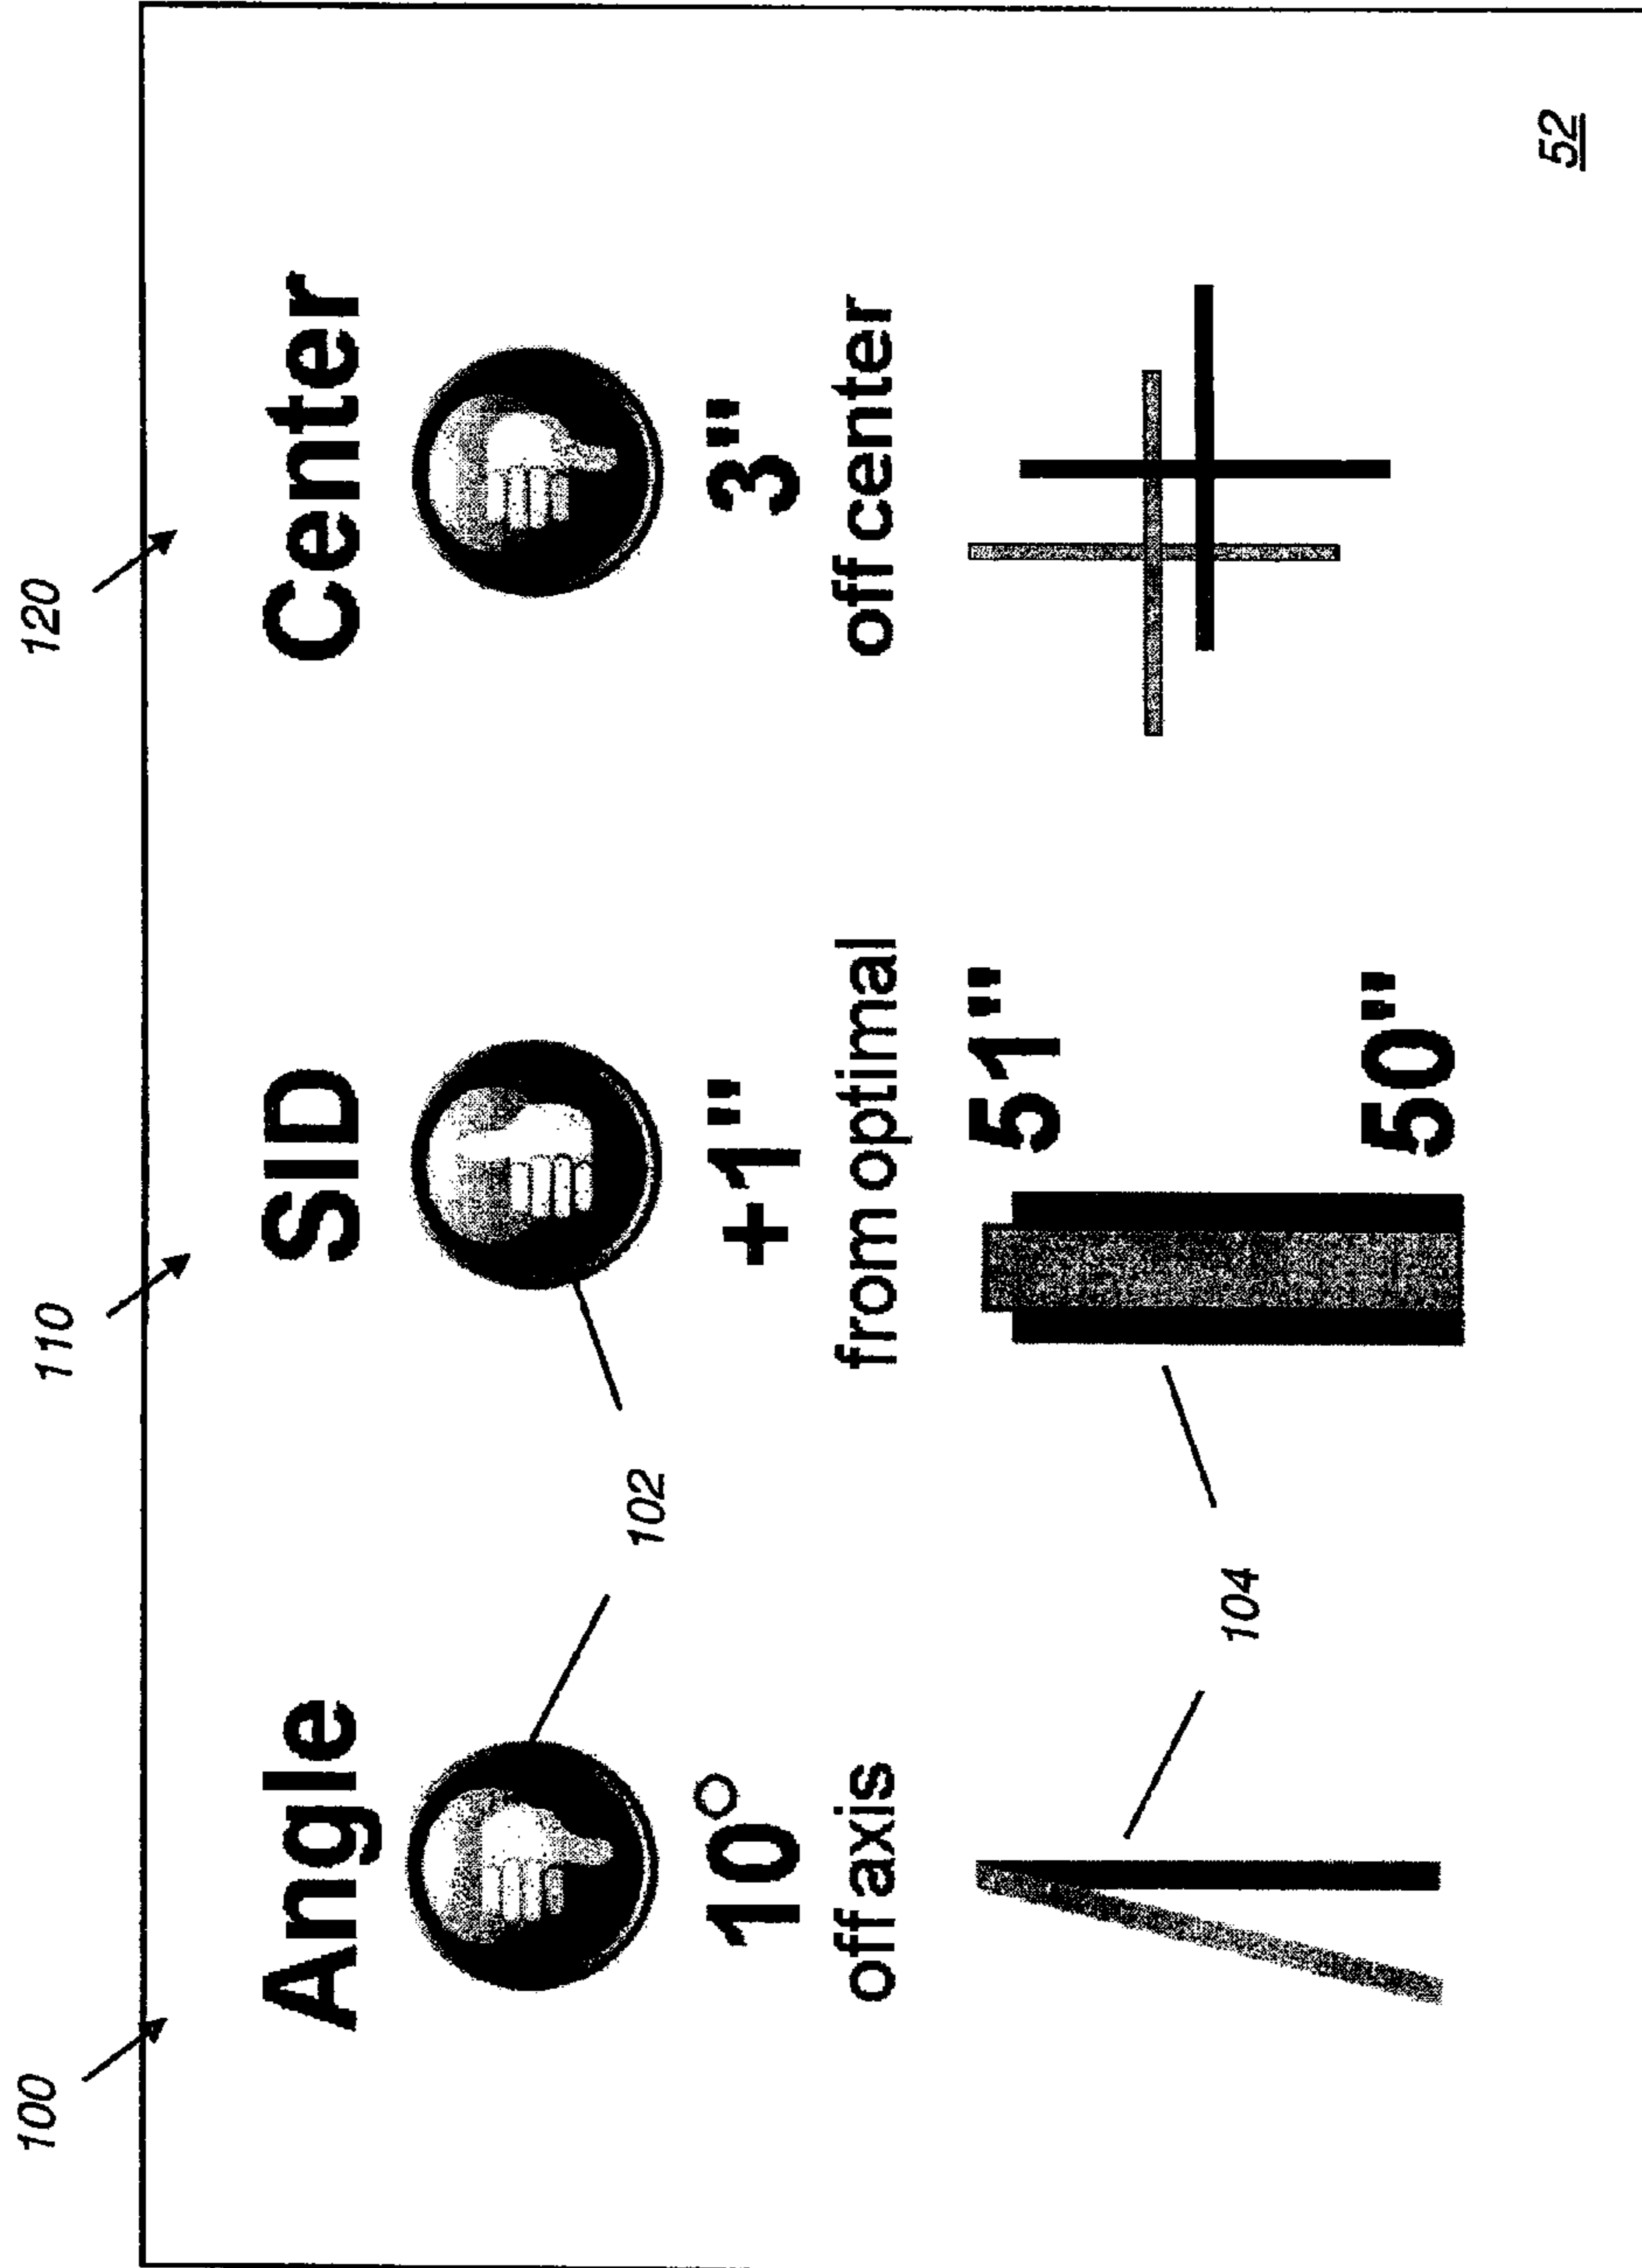 100
110
120
Angle
SID
Center
102
10°
+1"
3"
off axis
from optimal
off center
51"
104
50"
52